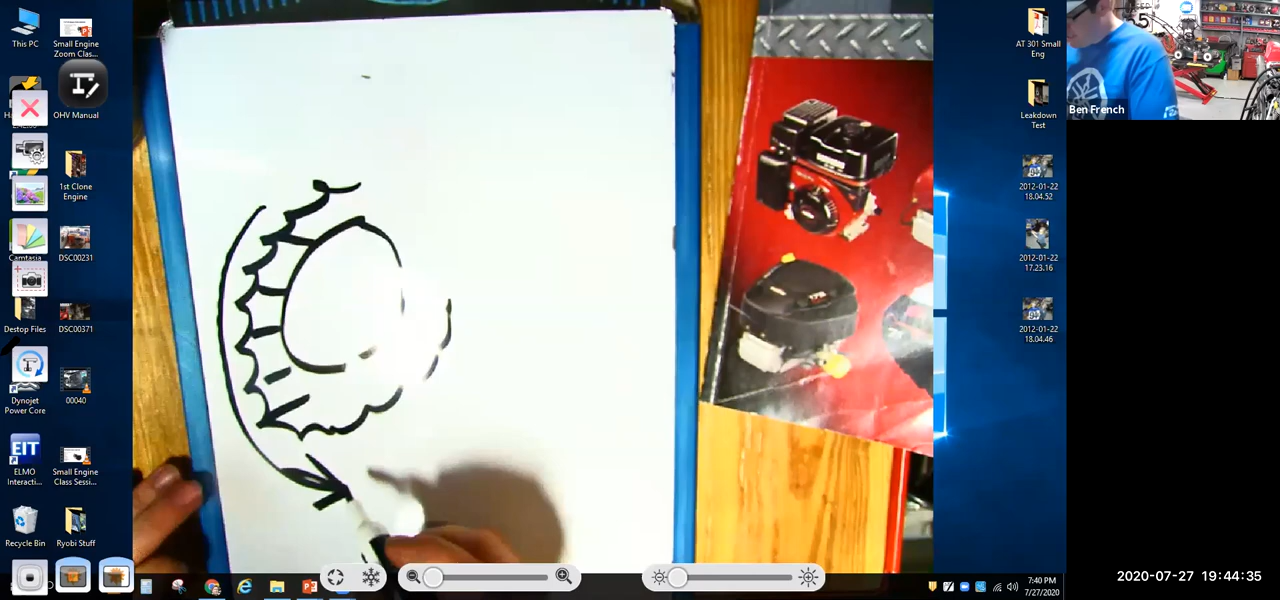 This PC
Small Engine
Zoom Clas...
OHV Manual
1st Clone
Engine
Camtasia
DSC00231
Destop Files
DSC00371
Dynojet
Power Core
00040
EIT
ELMO
Interacti...
Small Engine
Class Sessi...
Recycle Bin
Ryobi Stuff
AT 301 Small
Eng
Leakdown
Test
2012-01-22
18.04.52
2012-01-22
17.23.16
2012-01-22
18.04.46
Ben French
7:40 PM
7/27/2020
2020-07-27 19:44:35